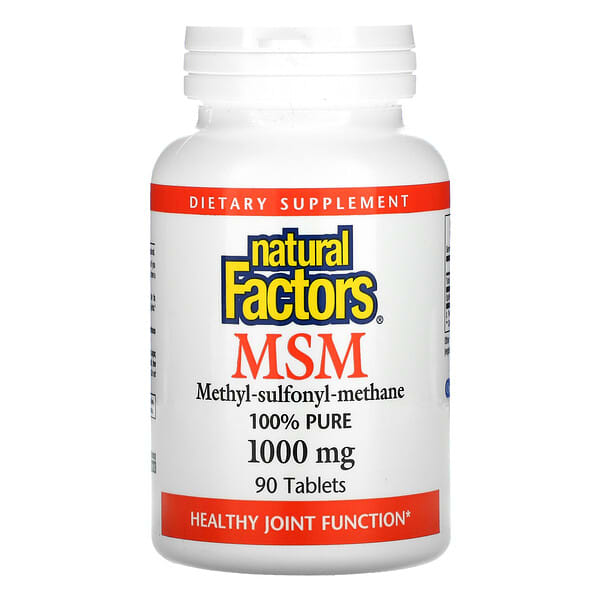 DIETARY SUPPLEMENT
natural
Factors®
MSM
Methyl-sulfonyl-methane
100% PURE
1000 mg
90 Tablets
HEALTHY JOINT FUNCTION*